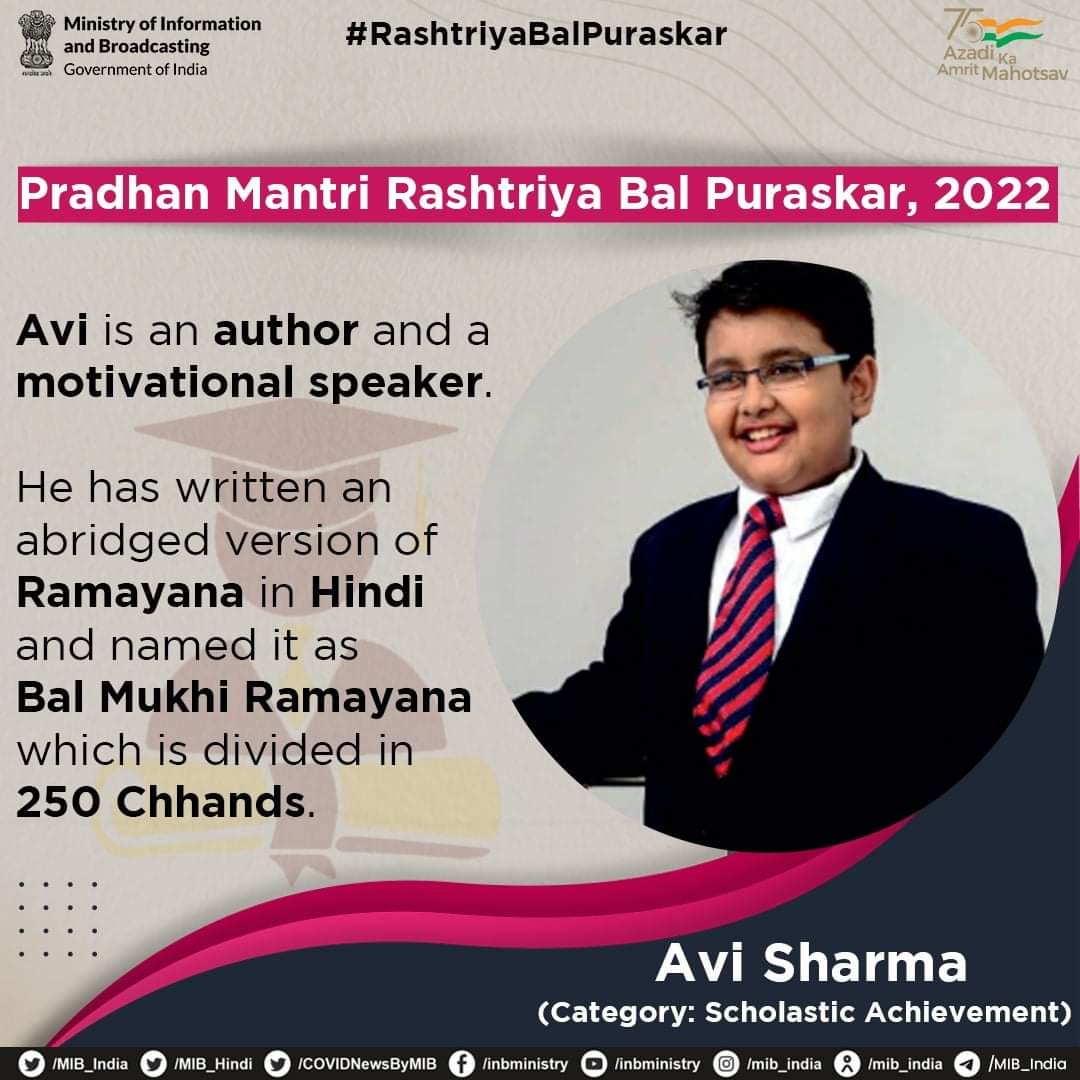 Ministry of Information
and Broadcasting
Government of India
#RashtriyaBalPuraskar
75
Azadi Ka
Amrit Mahotsav
Pradhan Mantri Rashtriya Bal Puraskar, 2022
Avi is an author and a
motivational speaker.
He has written an
abridged version of
Ramayana in Hindi
and named it as
Bal Mukhi Ramayana
which is divided in
250 Chhands.
Avi Sharma
(Category: Scholastic Achievement)
/MIB_India /MIB_Hindi /COVIDNewsByMIB /inbministry /inbministry /mib_india /mib_india /MIB_India